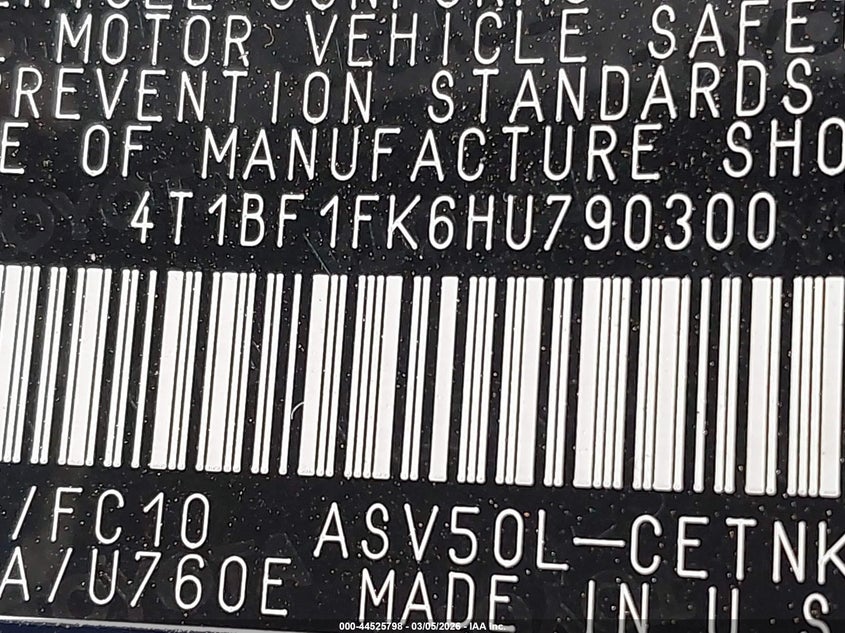 MOTOR VEHICLE SAFE
REVENTION STANDARDS
E OF MANUFACTURE SHO
4T1BF1FK6HU790300
/FC10 ASV50L-CETNK
A/U760E MADE IN U S
000-44525798 - 03/05/2026 - IAA Inc.